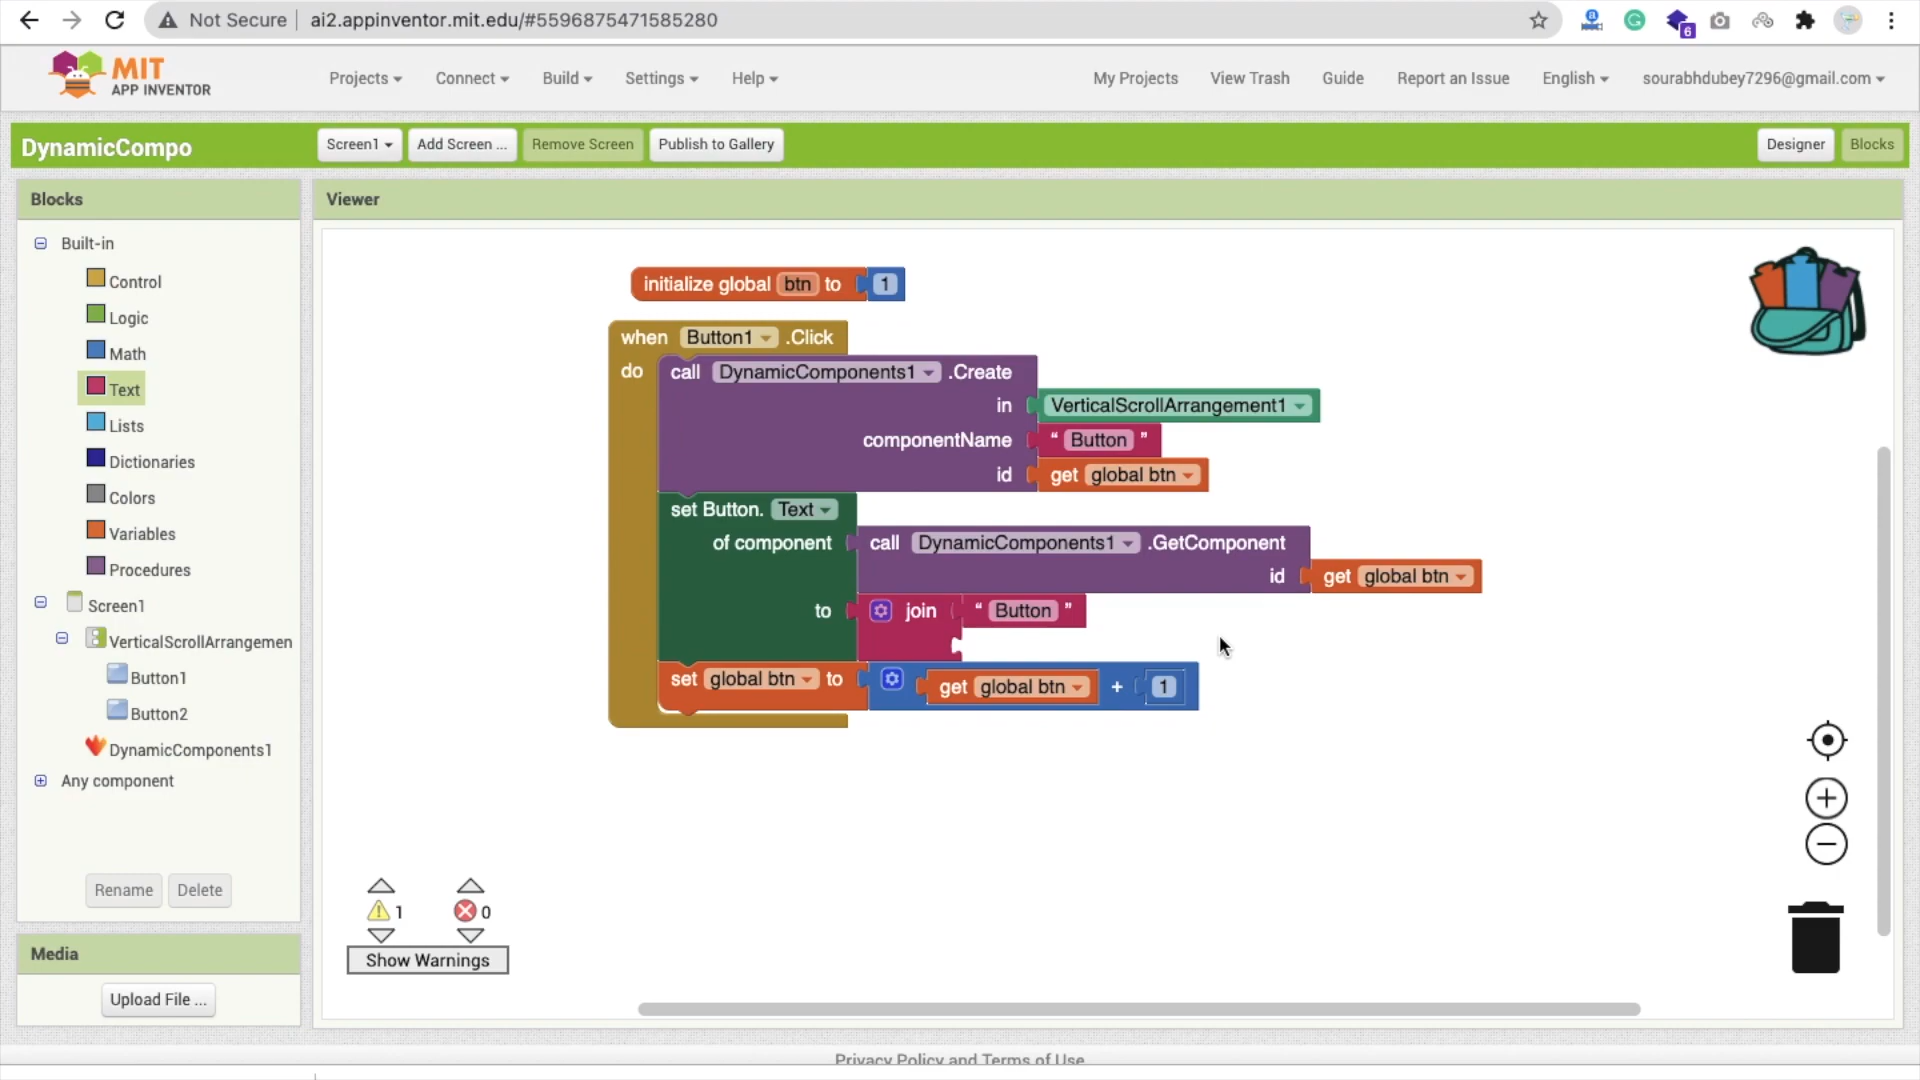 Not Secure | ai2.appinventor.mit.edu/#5596875471585280
6
MIT
APP INVENTOR
Projects
Connect
Build
Settings
Help
My Projects
View Trash
Guide
Report an Issue
English
sourabhdubey7296@gmail.com
DynamicCompo
Screen1
Add Screen ...
Remove Screen
Publish to Gallery
Designer
Blocks
Blocks
Built-in
Control
Logic
Math
Text
Lists
Dictionaries
Colors
Variables
Procedures
Screen1
VerticalScrollArrangemen
Button1
Button2
DynamicComponents1
Any component
Rename
Delete
Media
Upload File ...
Viewer
initialize global btn to 1
when Button1 .Click
do call DynamicComponents1 .Create
in VerticalScrollArrangement1
componentName “ Button ”
id get global btn
set Button. Text
of component call DynamicComponents1 .GetComponent
id get global btn
to join “ Button ”
set global btn to get global btn + 1
1
0
Show Warnings
Privacy Policy and Terms of Use